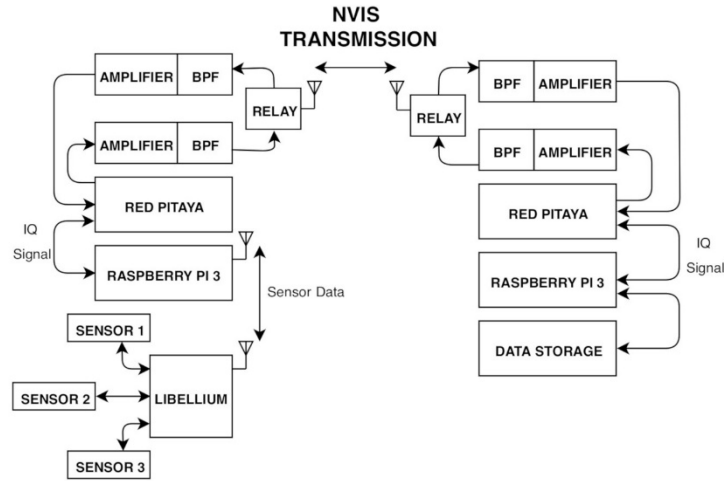 NVIS
TRANSMISSION
AMPLIFIER BPF
RELAY
AMPLIFIER BPF
RED PITAYA
IQ
Signal
RASPBERRY PI 3
Sensor Data
SENSOR 1
SENSOR 2
LIBELLIUM
SENSOR 3
BPF AMPLIFIER
RELAY
BPF AMPLIFIER
RED PITAYA
IQ
Signal
RASPBERRY PI 3
DATA STORAGE